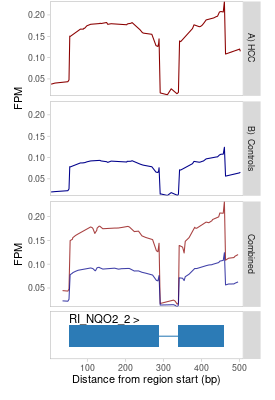 0.20
0.15
0.10
0.05
FPM
A) HCC
0.20
0.15
0.10
0.05
B) Controls
0.20
0.15
0.10
0.05
FPM
Combined
RI_NQO2_2 >
100 200 300 400 500
Distance from region start (bp)